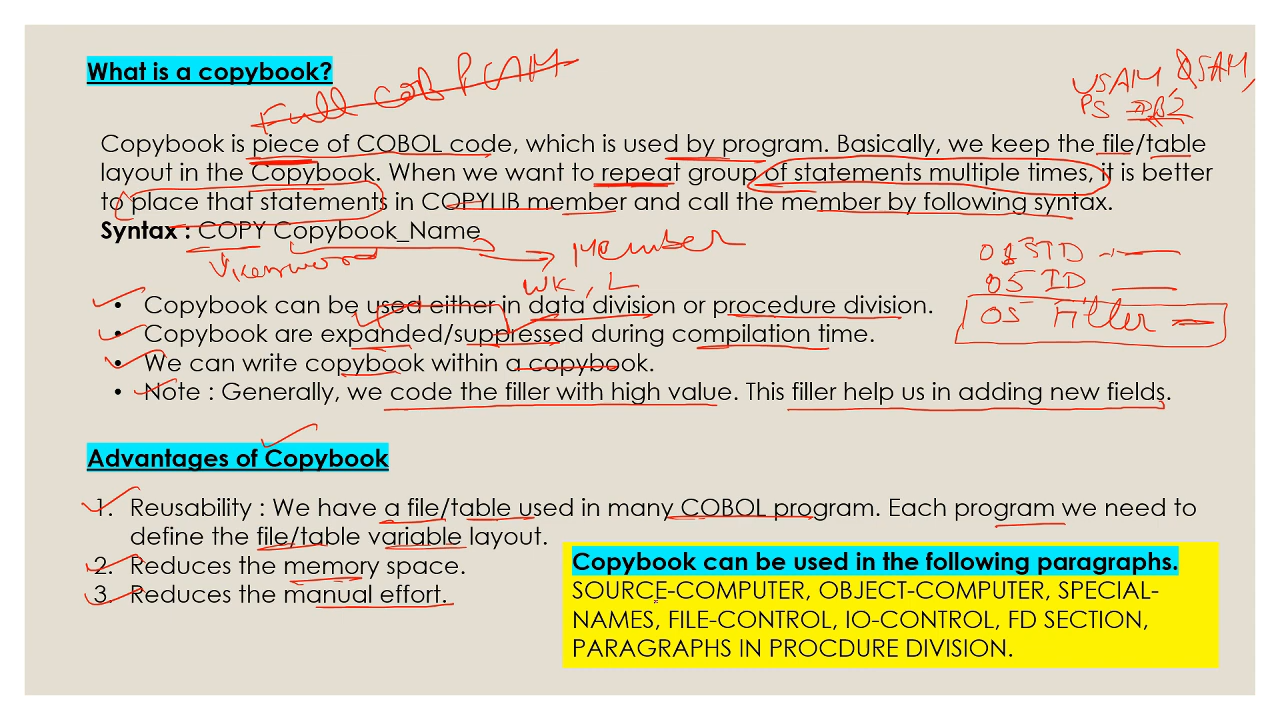 What is a copybook?
Full Cob PGM
VSAM, QSAM,
PS DB2
Copybook is piece of COBOL code, which is used by program. Basically, we keep the file/table
layout in the Copybook. When we want to repeat group of statements multiple times, it is better
to place that statements in COPYLIB member and call the member by following syntax.
Syntax : COPY Copybook_Name
Member
WK, L
05 ID
05 Filler
• Copybook can be used either in data division or procedure division.
• Copybook are expanded/suppressed during compilation time.
• We can write copybook within a copybook.
• Note : Generally, we code the filler with high value. This filler help us in adding new fields.
Advantages of Copybook
1. Reusability : We have a file/table used in many COBOL program. Each program we need to
define the file/table variable layout.
2. Reduces the memory space.
3. Reduces the manual effort.
Copybook can be used in the following paragraphs.
SOURCE-COMPUTER, OBJECT-COMPUTER, SPECIAL-
NAMES, FILE-CONTROL, IO-CONTROL, FD SECTION,
PARAGRAPHS IN PROCDURE DIVISION.